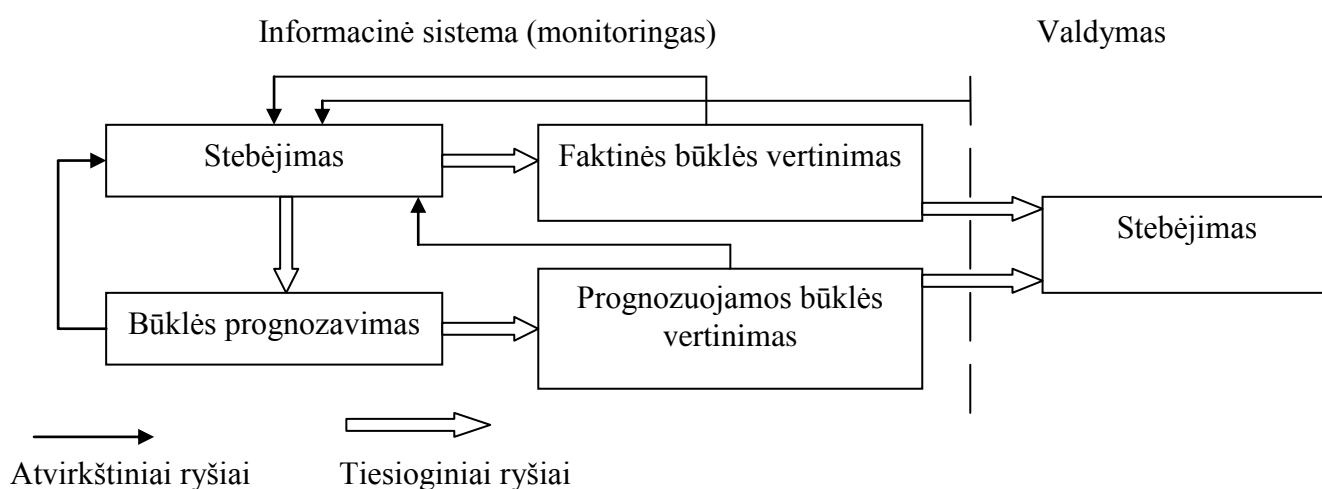 Informacinė sistema (monitoringas)
Valdymas
Stebėjimas
Faktinės būklės vertinimas
Stebėjimas
Būklės prognozavimas
Prognozuojamos būklės
vertinimas
Atvirkštiniai ryšiai
Tiesioginiai ryšiai